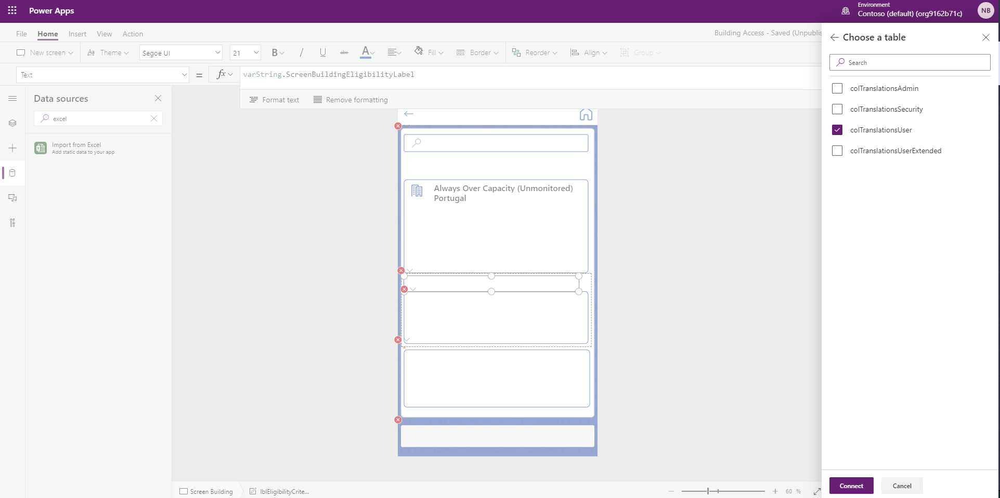 Power Apps
Environment
Contoso (default) (org9162b71c)
NB
File
Home
Insert
View
Action
Building Access - Saved (Unpublis
New screen
Theme
Segoe UI
21
B
/
U
abc
A
Fill
Border
Reorder
Align
Group
Text
=
fx
varString.ScreenBuildingEligibilityLabel
Format text
Remove formatting
Data sources
excel
Import from Excel
Add static data to your app
Always Over Capacity (Unmonitored)
Portugal
*
Choose a table
Search
colTranslationsAdmin
colTranslationsSecurity
colTranslationsUser
colTranslationsUserExtended
Connect
Cancel
Screen Building
lblEligibilityCrite...
60 %